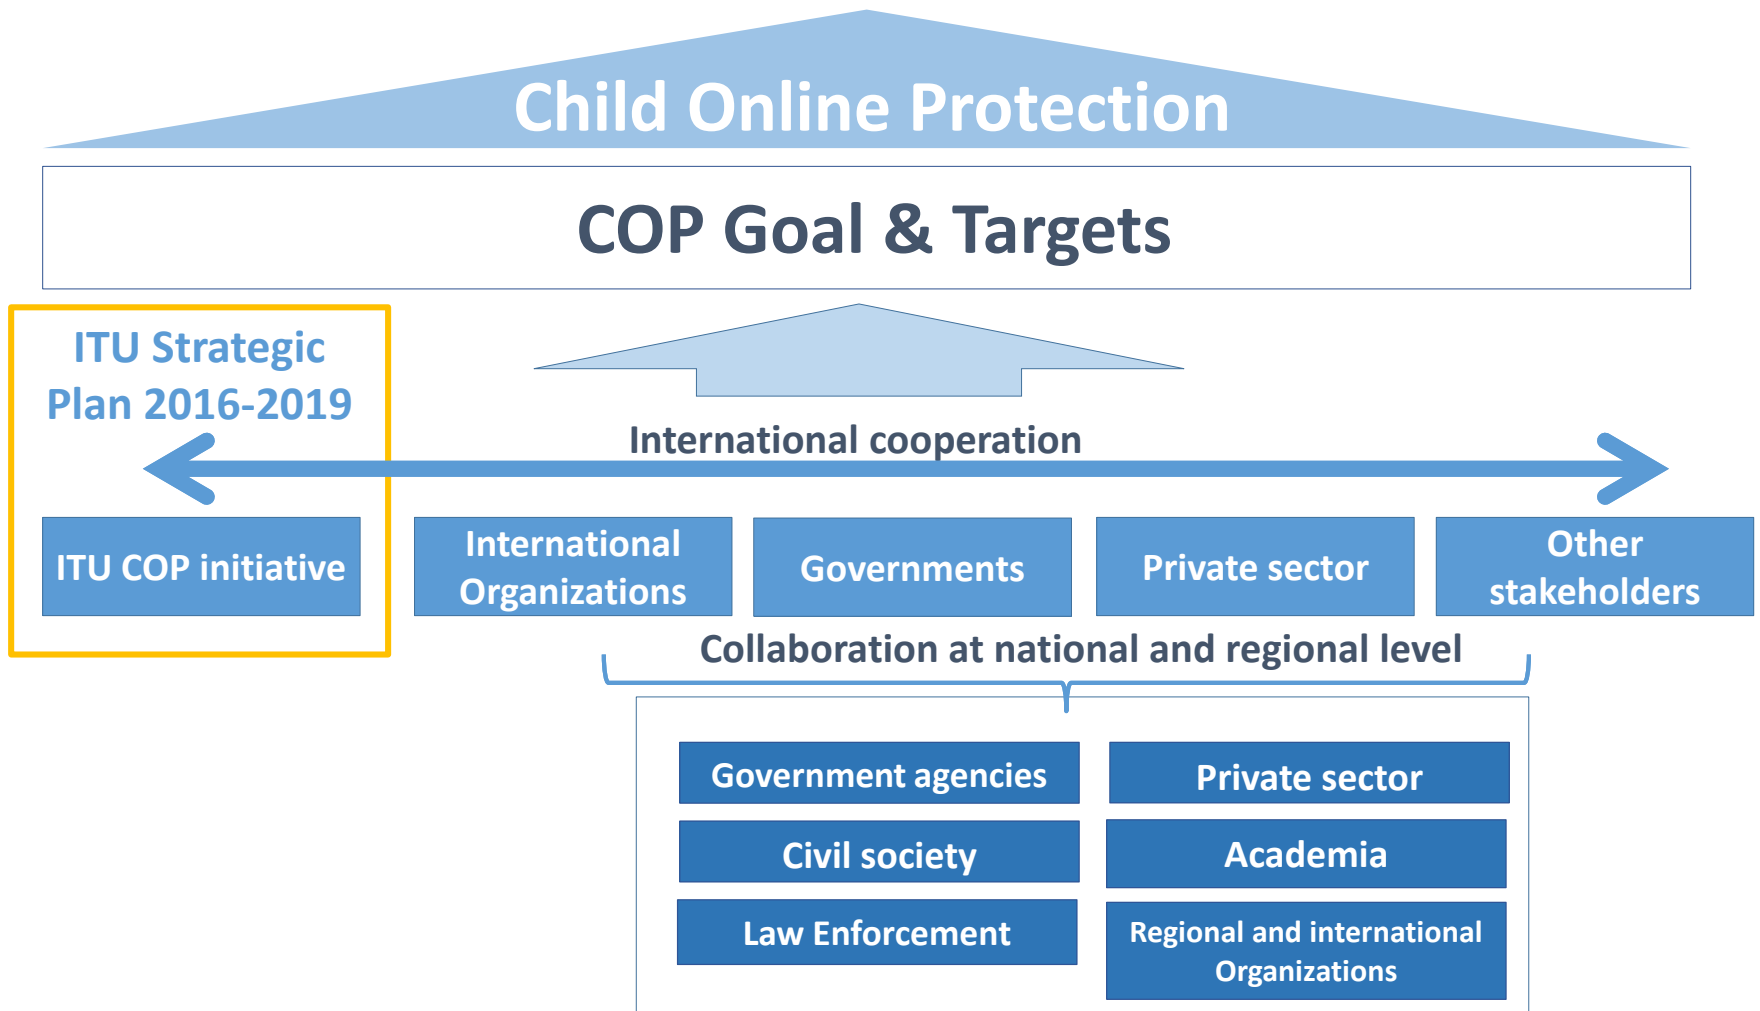 Child Online Protection
COP Goal & Targets
ITU Strategic
Plan 2016-2019
International cooperation
ITU COP initiative
International
Organizations
Governments
Private sector
Other
stakeholders
Collaboration at national and regional level
Government agencies
Private sector
Civil society
Academia
Law Enforcement
Regional and international
Organizations